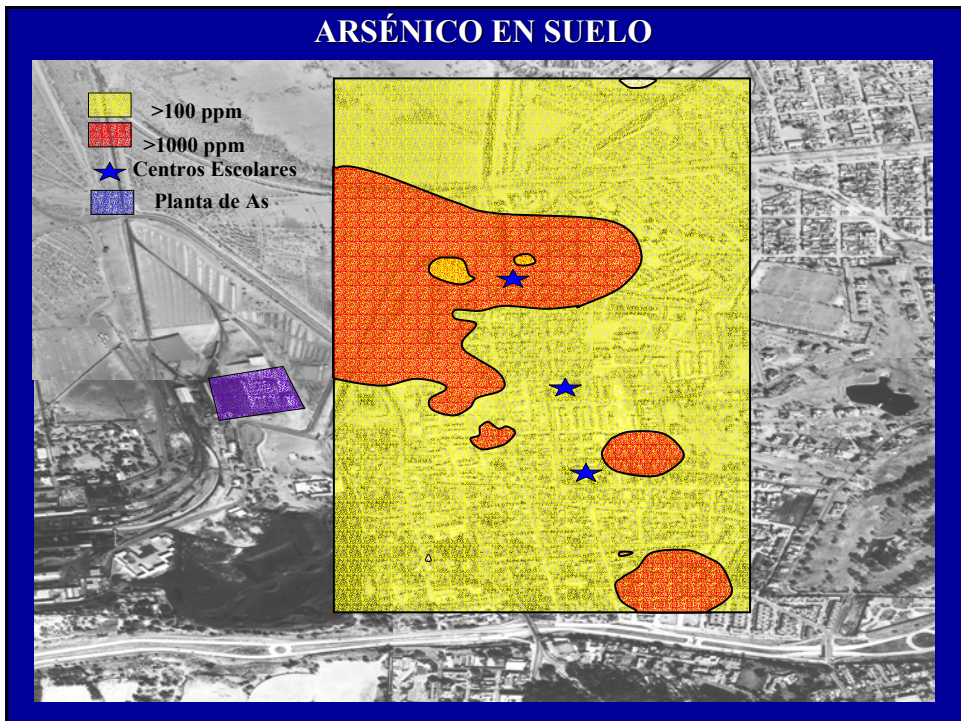 ARSÉNICO EN SUELO
>100 ppm
>1000 ppm
Centros Escolares
Planta de As